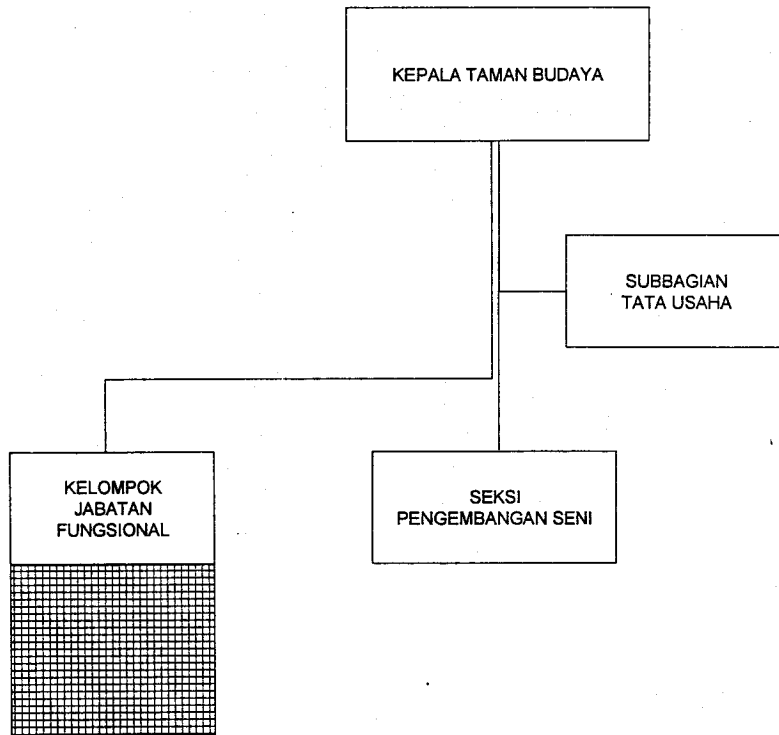 KEPALA TAMAN BUDAYA
SUBBAGIAN
TATA USAHA
KELOMPOK
JABATAN
FUNGSIONAL
SEKSI
PENGEMBANGAN SENI